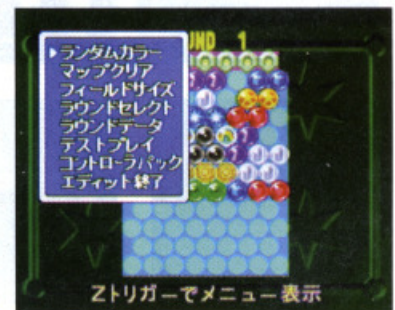 ROUND 1
ランダムカラー
マップクリア
フィールドサイズ
ラウンドセレクト
ラウンドデータ
テストプレイ
コントローラパック
エディット終了
Zトリガーでメニュー表示